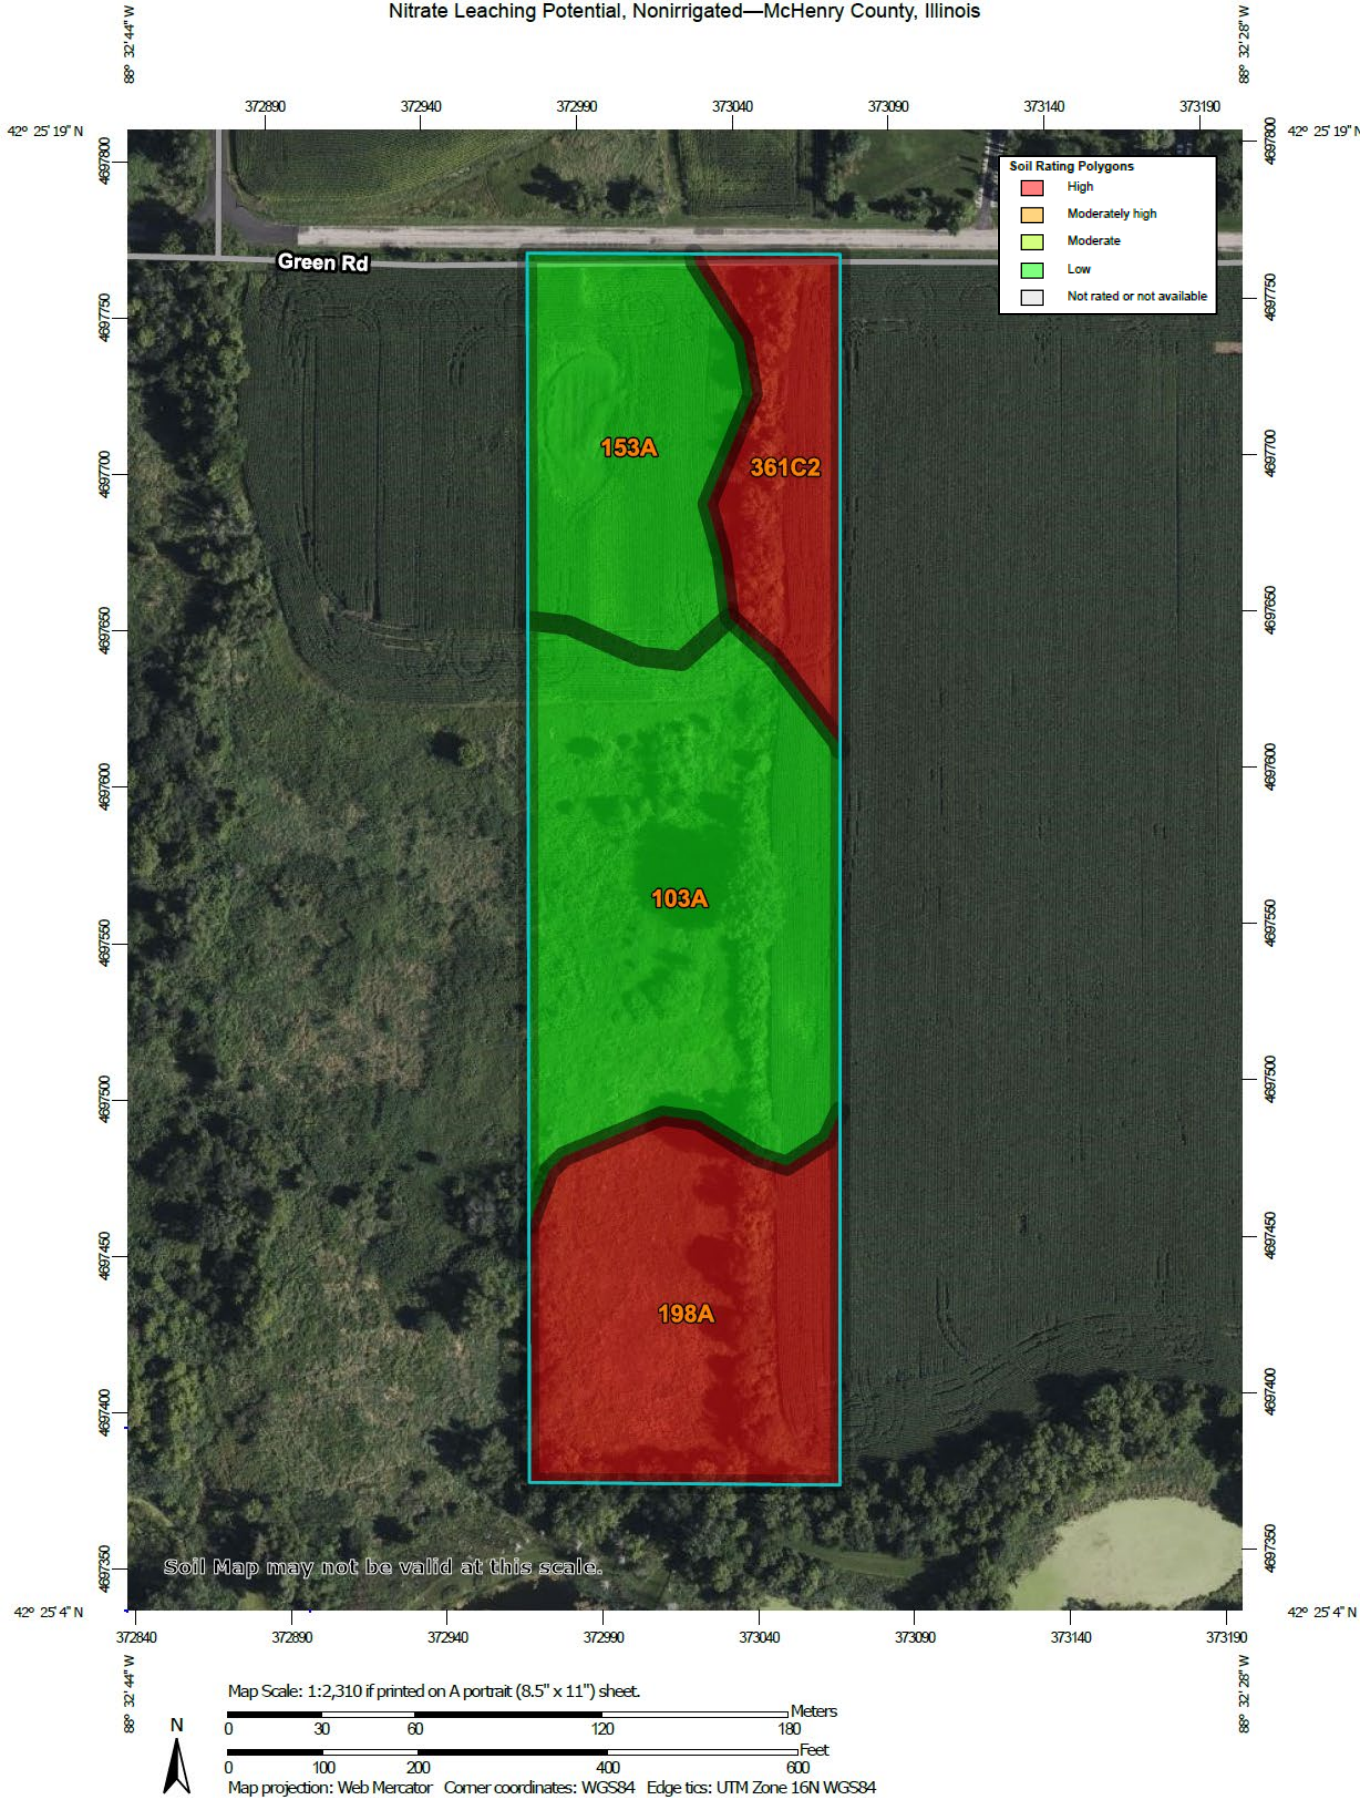 Nitrate Leaching Potential, Nonirrigated—McHenry County, Illinois
88° 32' 44" W
88° 32' 28" W
372890 372940 372990 373040 373090 373140 373190
42° 25' 19" N
42° 25' 19" N
4697800
4697800
Soil Rating Polygons
High
Moderately high
Moderate
Low
Not rated or not available
Green Rd
4697750
4697750
153A
361C2
4697700
4697700
4697650
4697650
4697600
4697600
103A
4697550
4697550
4697500
4697500
4697450
4697450
198A
4697400
4697400
4697350
4697350
Soil Map may not be valid at this scale.
42° 25' 4" N
42° 25' 4" N
372840 372890 372940 372990 373040 373090 373140 373190
88° 32' 44" W
88° 32' 28" W
Map Scale: 1:2,310 if printed on A portrait (8.5" x 11") sheet.
Meters
0 30 60 120 180
N
Feet
0 100 200 400 600
Map projection: Web Mercator Corner coordinates: WGS84 Edge tics: UTM Zone 16N WGS84